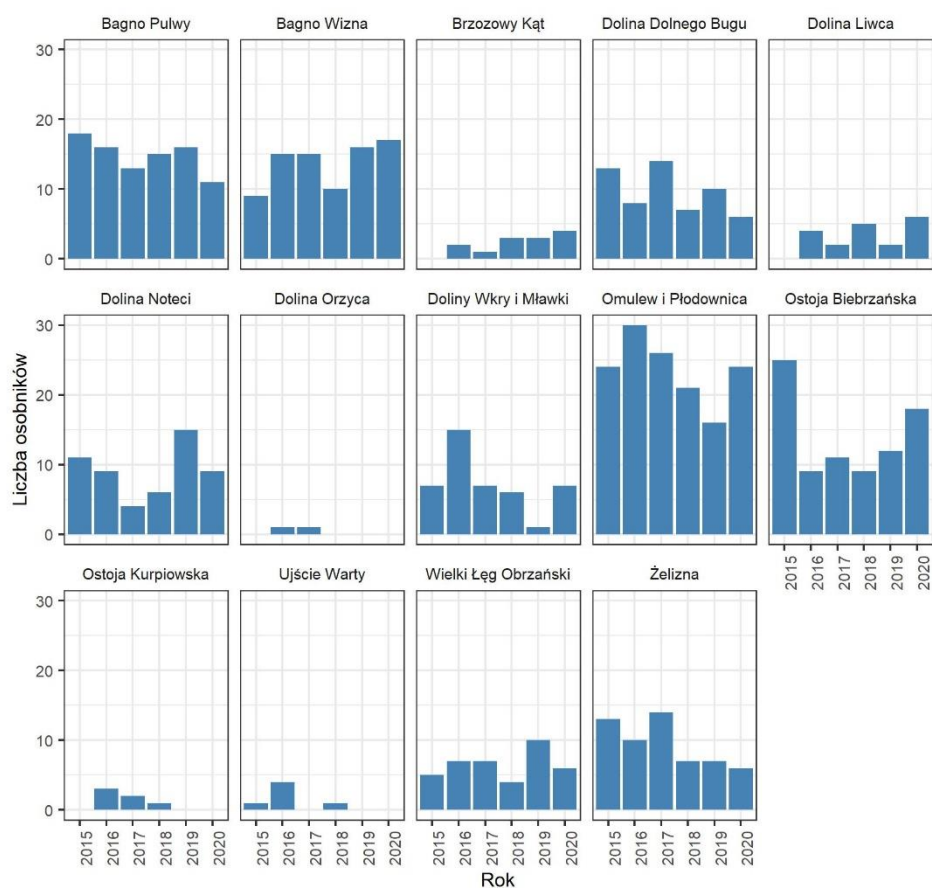 Bagno Pulwy Bagno Wizna Brzozowy Kąt Dolina Dolnego Bugu Dolina Liwca
30
20
10
0
Dolina Noteci Dolina Orzyca Doliny Wkry i Mławki Omulew i Płodownica Ostoja Biebrzańska
30
20
10
0
Liczba osobników
2015 2016 2017 2018 2019 2020
Ostoja Kurpiowska Ujście Warty Wielki Łęg Obrzański Żelizna
30
20
10
0
2015 2016 2017 2018 2019 2020 2015 2016 2017 2018 2019 2020 2015 2016 2017 2018 2019 2020 2015 2016 2017 2018 2019 2020
Rok